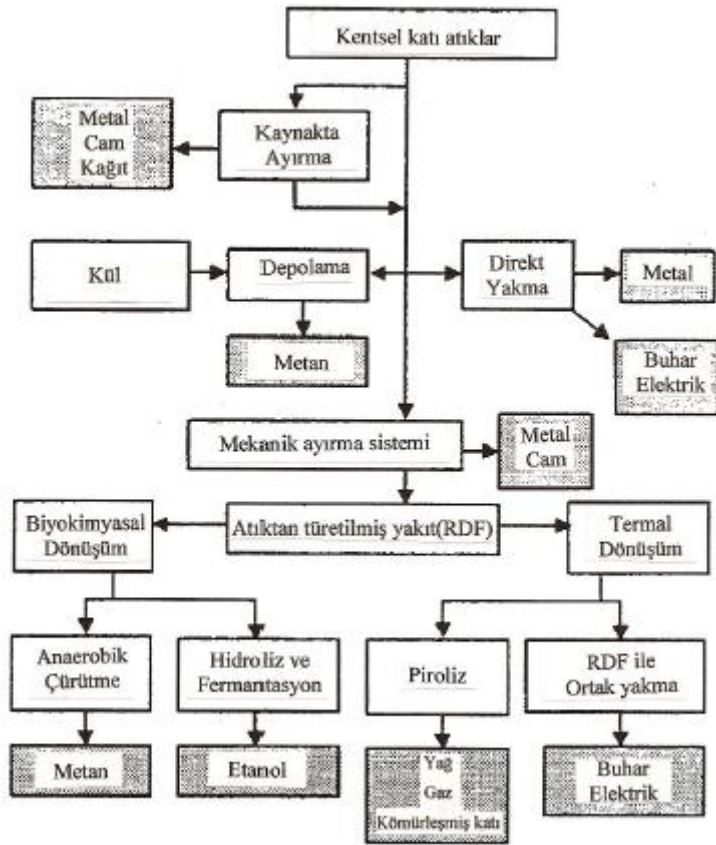 Kentsel katı atıklar
Metal
Cam
Kağıt
Kaynakta
Ayırma
Kül
Depolama
Direkt
Yakma
Metal
Metan
Buhar
Elektrik
Mekanik ayırma sistemi
Metal
Cam
Biyokimyasal
Dönüşüm
Atıktan türetilmiş yakıt(RDF)
Termal
Dönüşüm
Anaerobik
Çürütme
Hidroliz ve
Fermantasyon
Piroliz
RDF ile
Ortak yakma
Metan
Etanol
Yağ
Gaz
Kömürleşmiş katı
Buhar
Elektrik